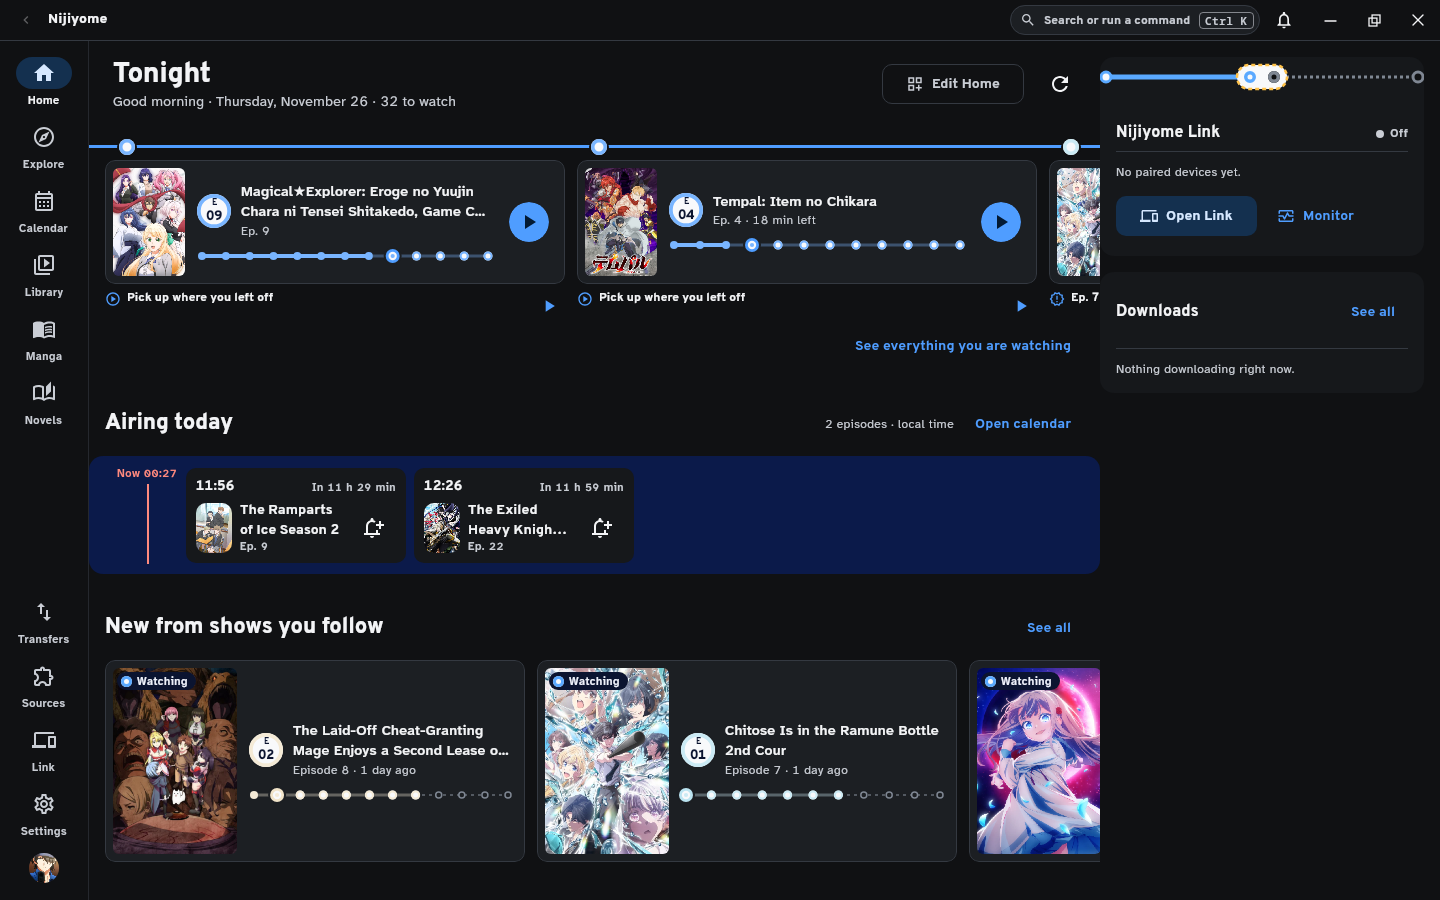 Nijiyome
Search or run a command
Ctrl K
Home
Explore
Calendar
Library
Manga
Novels
Transfers
Sources
Link
Settings
Tonight
Good morning · Thursday, November 26 · 32 to watch
Edit Home
E
09
Magical★Explorer: Eroge no Yuujin
Chara ni Tensei Shitakedo, Game C...
Ep. 9
Pick up where you left off
テムパル
E
04
Tempal: Item no Chikara
Ep. 4 · 18 min left
Pick up where you left off
Ep. 7
See everything you are watching
Airing today
2 episodes · local time
Open calendar
Now 00:27
11:56
In 11 h 29 min
The Ramparts
of Ice Season 2
Ep. 9
12:26
In 11 h 59 min
The Exiled
Heavy Knigh...
Ep. 22
New from shows you follow
See all
Watching
E
02
The Laid-Off Cheat-Granting
Mage Enjoys a Second Lease o...
Episode 8 · 1 day ago
Watching
E
01
Chitose Is in the Ramune Bottle
2nd Cour
Episode 7 · 1 day ago
Watching
Nijiyome Link
Off
No paired devices yet.
Open Link
Monitor
Downloads
See all
Nothing downloading right now.